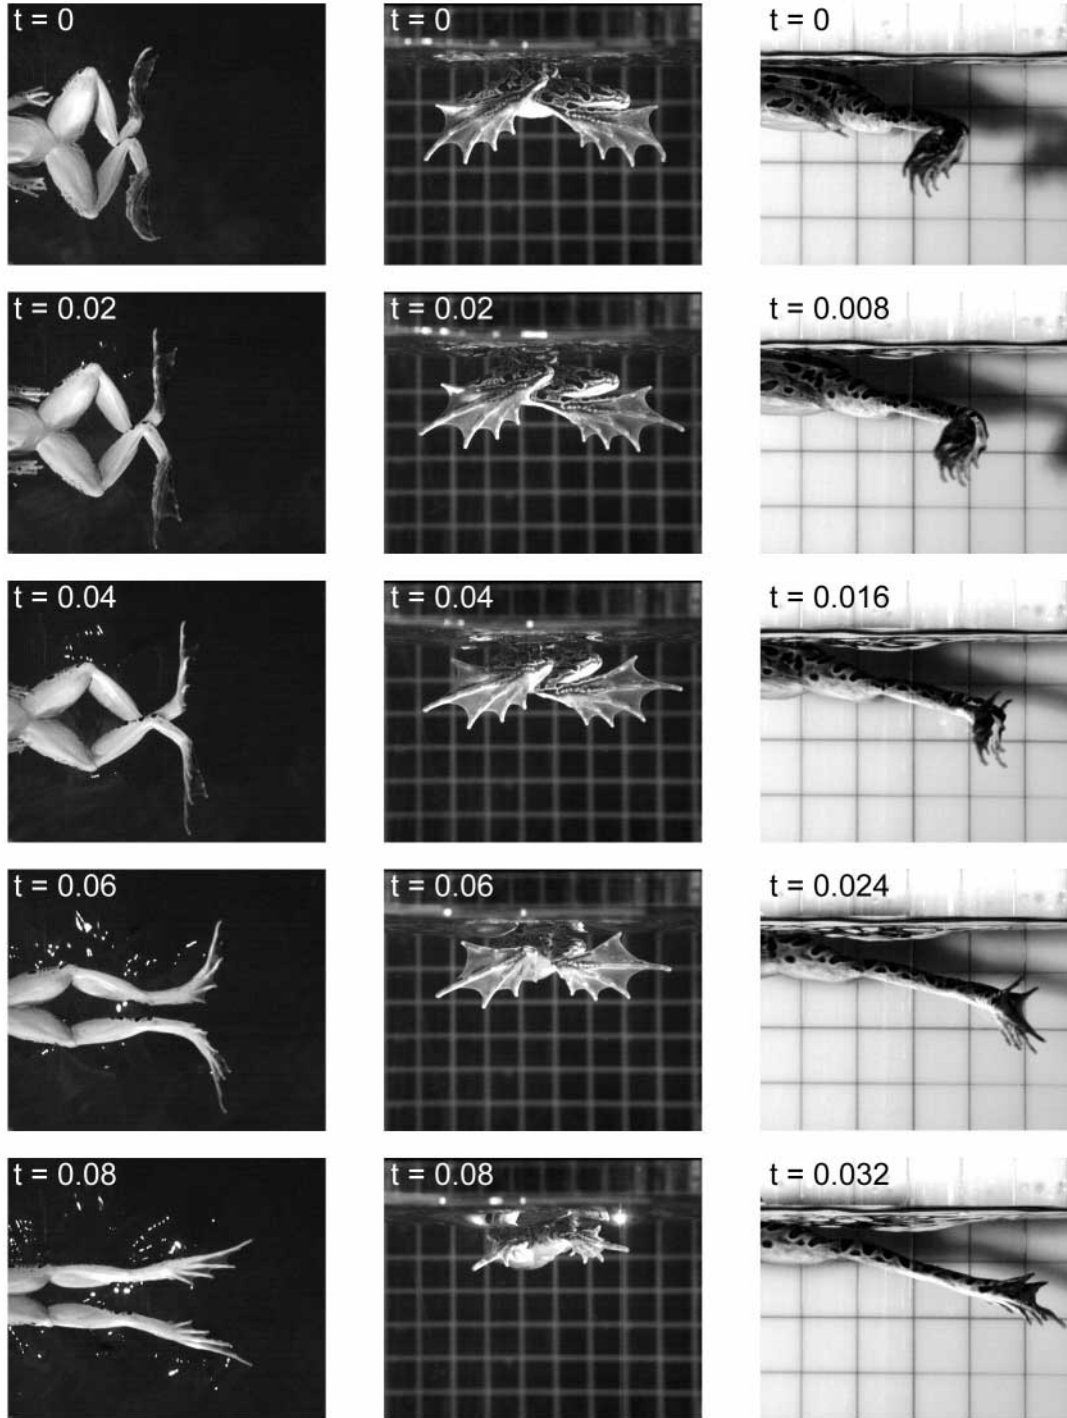 t = 0
t = 0
t = 0
t = 0.02
t = 0.02
t = 0.008
t = 0.04
t = 0.04
t = 0.016
t = 0.06
t = 0.06
t = 0.024
t = 0.08
t = 0.08
t = 0.032